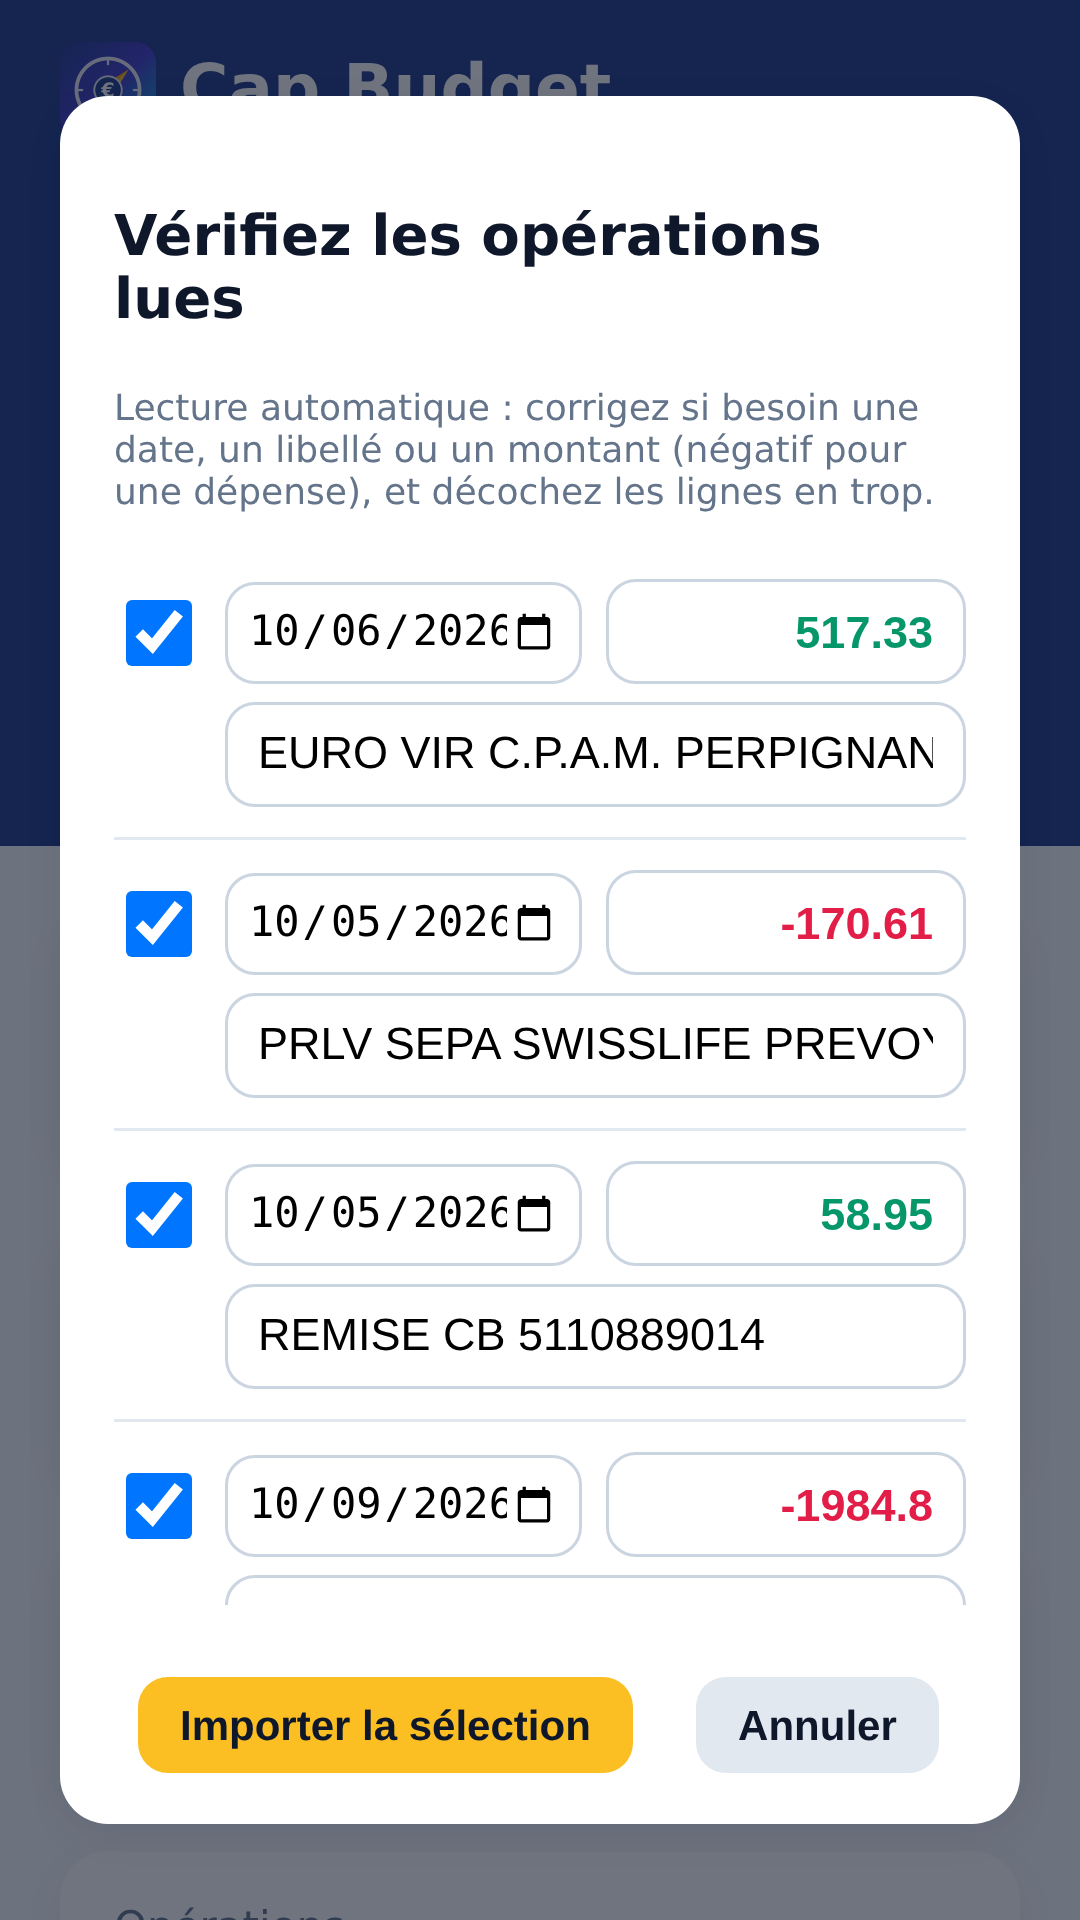 Cap Budget
Vérifiez les opérations
lues
Lecture automatique : corrigez si besoin une
date, un libellé ou un montant (négatif pour
une dépense), et décochez les lignes en trop.
10/06/2026
517.33
EURO VIR C.P.A.M. PERPIGNAN
10/05/2026
-170.61
PRLV SEPA SWISSLIFE PREVOY
10/05/2026
58.95
REMISE CB 5110889014
10/09/2026
-1984.8
Importer la sélection
Annuler
Opérations